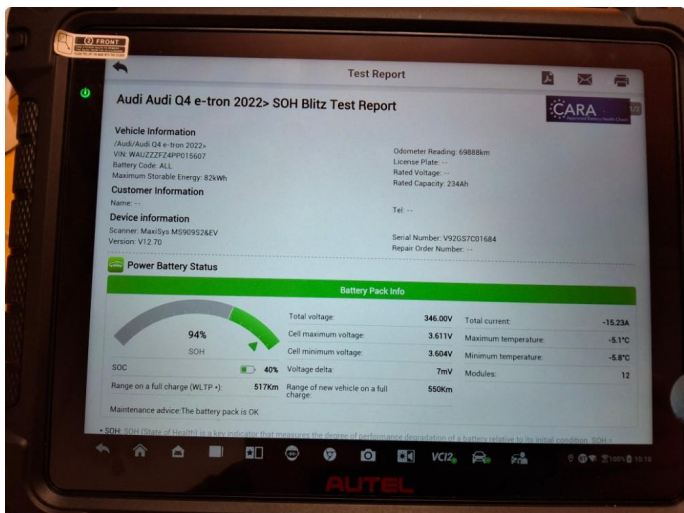 ② FRONT
Test Report
Audi Audi Q4 e-tron 2022> SOH Blitz Test Report
CARA
1/2
Vehicle Information
/Audi/Audi Q4 e-tron 2022>
VIN: WAUZZZFZ4PP015607
Battery Code: ALL
Maximum Storable Energy: 82kWh
Odometer Reading: 69888km
License Plate: --
Rated Voltage: --
Rated Capacity: 234Ah
Customer Information
Name: --
Tel: --
Device information
Scanner: MaxiSys MS909S2&EV
Version: V12.70
Serial Number: V92GS7C01684
Repair Order Number: --
Power Battery Status
Battery Pack Info
94%
SOH
SOC 40%
Range on a full charge (WLTP *): 517Km
Total voltage: 346.00V
Cell maximum voltage: 3.611V
Cell minimum voltage: 3.604V
Voltage delta: 7mV
Range of new vehicle on a full charge: 550Km
Total current: -15.23A
Maximum temperature: -5.1°C
Minimum temperature: -5.8°C
Modules: 12
Maintenance advice:The battery pack is OK
• SOH: SOH (State of Health) is a key indicator that measures the degree of performance degradation of a battery relative to its initial condition. SOH =
VCI2
100% 10:18
AUTEL